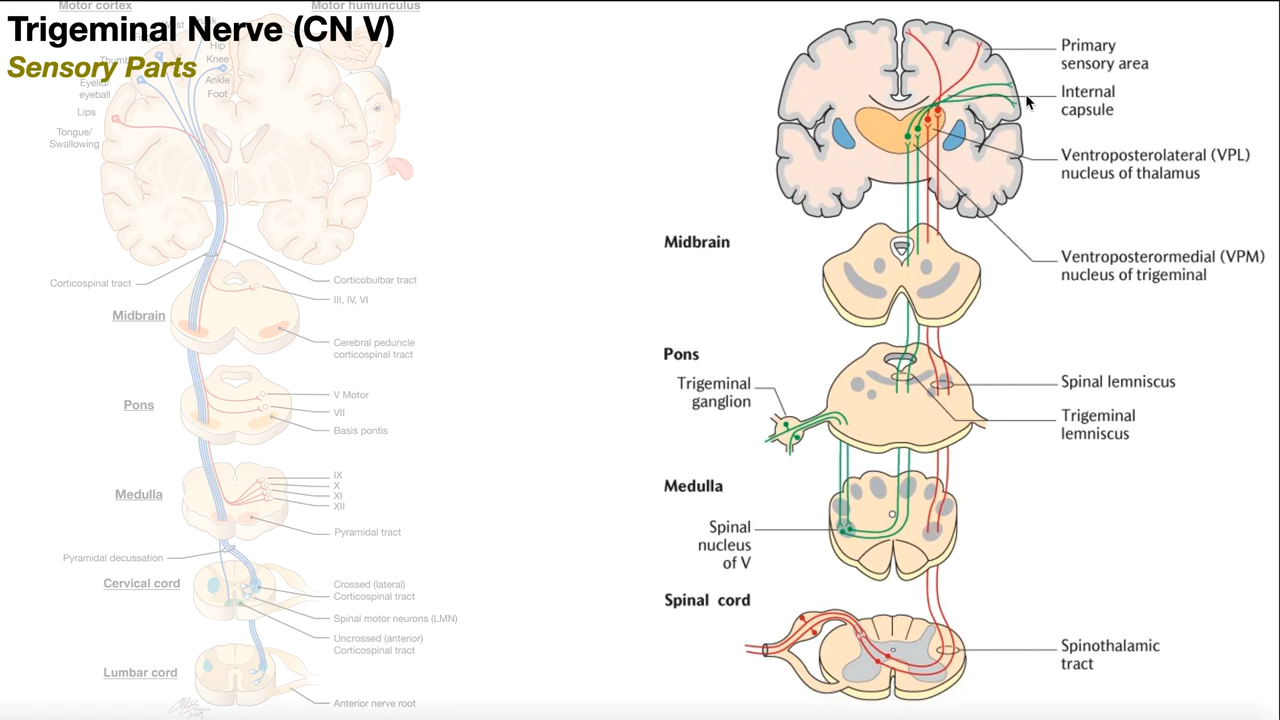 Motor cortex
Motor humunculus
Trigeminal Nerve (CN V)
Sensory Parts
Hip
Knee
Ankle
Foot
Eyelid/
eyeball
Lips
Tongue/
Swallowing
Corticospinal tract
Corticobulbar tract
III, IV, VI
Midbrain
Cerebral peduncle
corticospinal tract
Pons
V Motor
VII
Basis pontis
Medulla
IX
X
XI
XII
Pyramidal tract
Pyramidal decussation
Cervical cord
Crossed (lateral)
Corticospinal tract
Spinal motor neurons (LMN)
Uncrossed (anterior)
Corticospinal tract
Lumbar cord
Anterior nerve root
Primary
sensory area
Internal
capsule
Ventroposterolateral (VPL)
nucleus of thalamus
Midbrain
Ventroposterormedial (VPM)
nucleus of trigeminal
Pons
Trigeminal
ganglion
Spinal lemniscus
Trigeminal
lemniscus
Medulla
Spinal
nucleus
of V
Spinal cord
Spinothalamic
tract